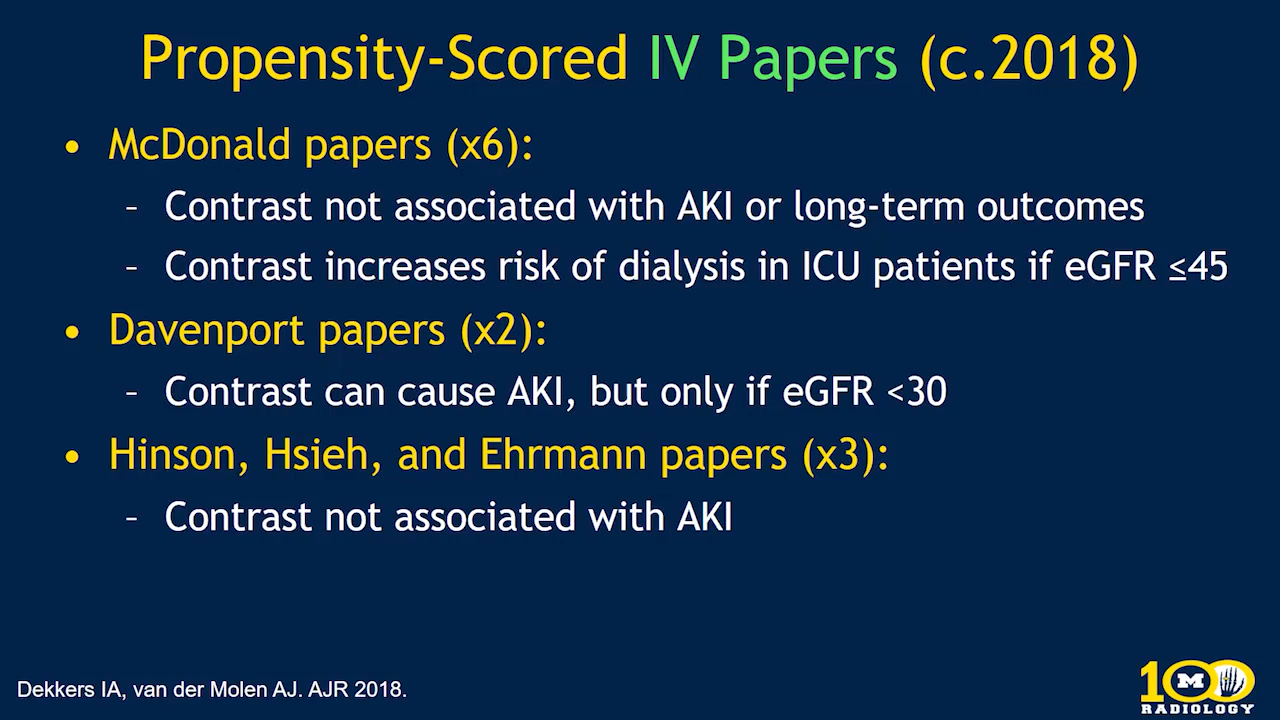 Propensity-Scored IV Papers (c.2018)
• McDonald papers (x6):
– Contrast not associated with AKI or long-term outcomes
– Contrast increases risk of dialysis in ICU patients if eGFR ≤45
• Davenport papers (x2):
– Contrast can cause AKI, but only if eGFR <30
• Hinson, Hsieh, and Ehrmann papers (x3):
– Contrast not associated with AKI
Dekkers IA, van der Molen AJ. AJR 2018.
100
M
RADIOLOGY